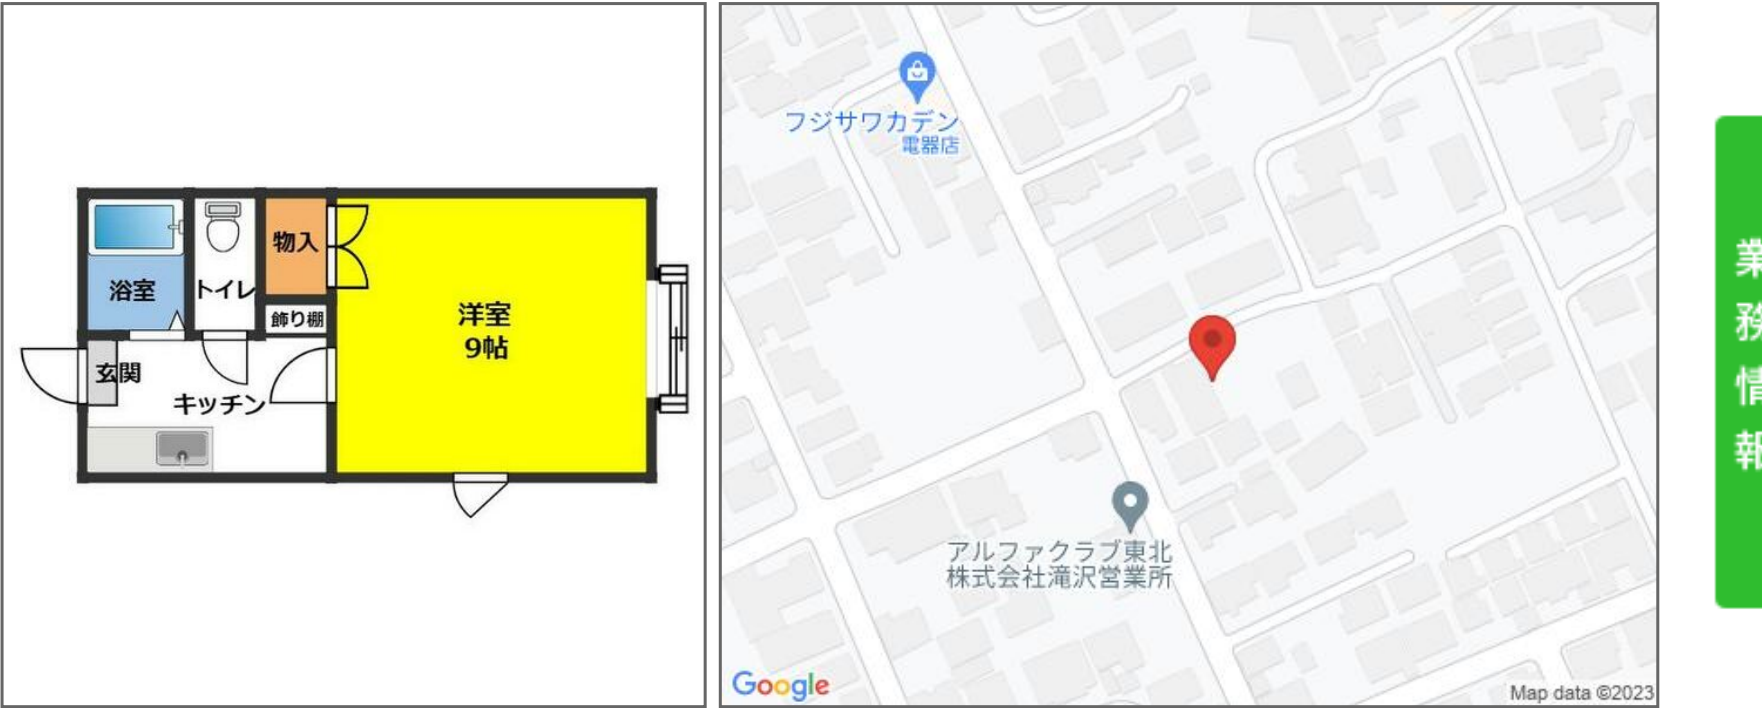 浴室
トイレ
物入
飾り棚
洋室
9帖
玄関
キッチン
フジサワカデン
電器店
アルファクラブ東北
株式会社滝沢営業所
Google
Map data ©2023
業
務
情
報